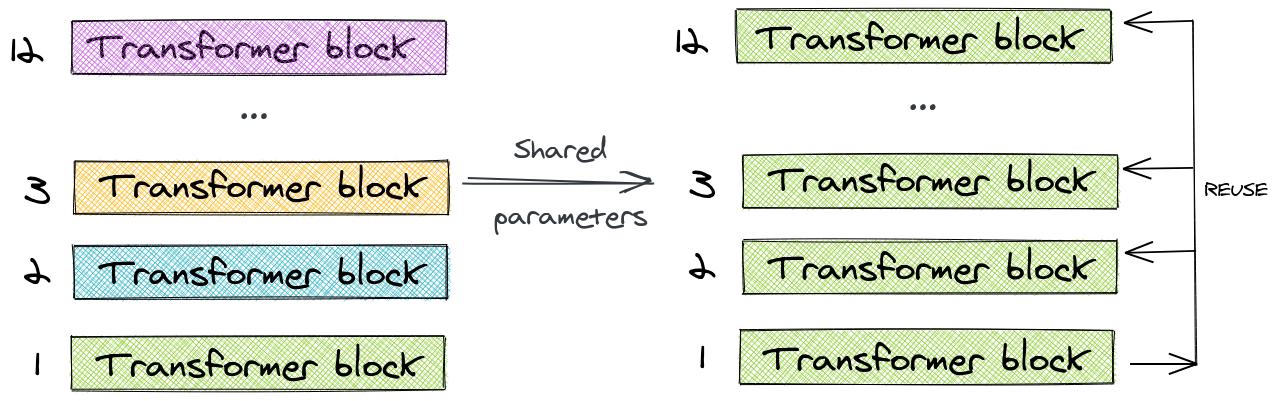 12 Transformer block
...
3 Transformer block
2 Transformer block
1 Transformer block
Shared
parameters
12 Transformer block
...
3 Transformer block
2 Transformer block
1 Transformer block
REUSE